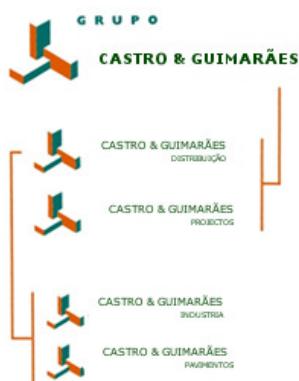 GRUPO
CASTRO & GUIMARÃES
CASTRO & GUIMARÃES
DISTRIBUIÇÃO
CASTRO & GUIMARÃES
PROJECTOS
CASTRO & GUIMARÃES
INDUSTRIA
CASTRO & GUIMARÃES
PAVIMENTOS